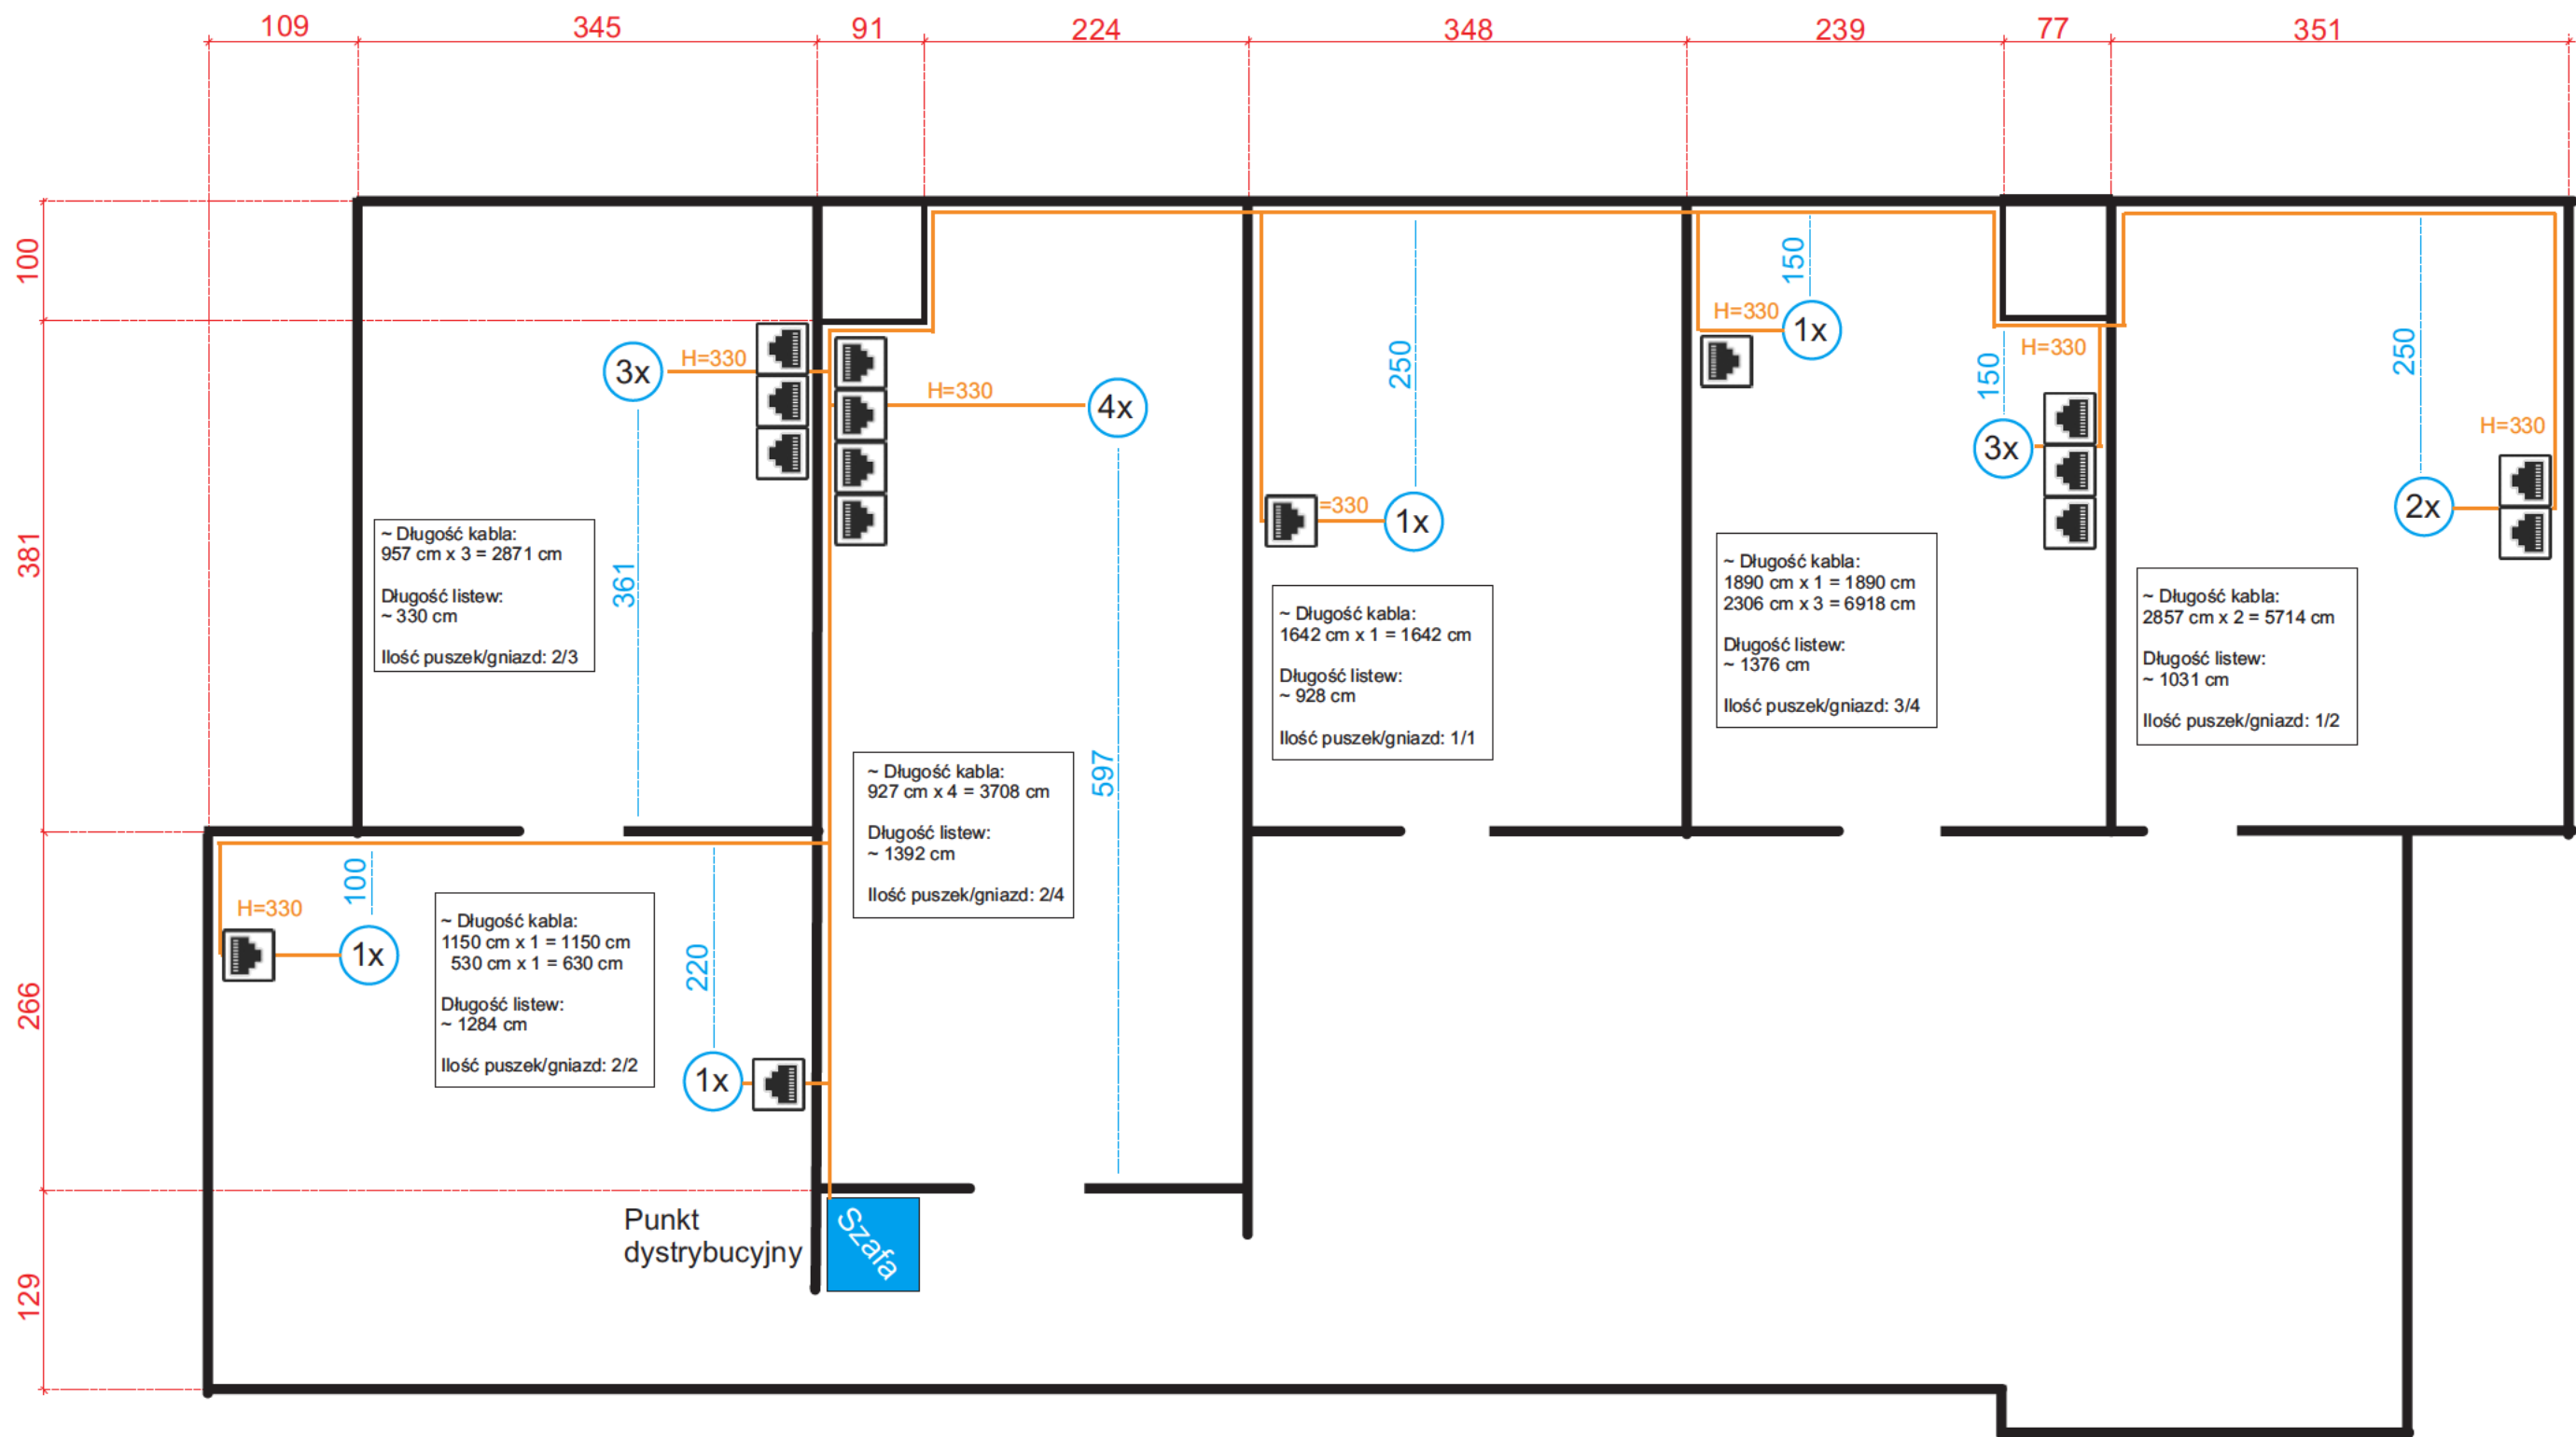 109
345
91
224
348
239
77
351
100
381
266
129
3x
H=330
361
~ Długość kabla:
957 cm x 3 = 2871 cm
Długość listew:
~ 330 cm
Ilość puszek/gniazd: 2/3
H=330
4x
597
~ Długość kabla:
927 cm x 4 = 3708 cm
Długość listew:
~ 1392 cm
Ilość puszek/gniazd: 2/4
250
=330
1x
~ Długość kabla:
1642 cm x 1 = 1642 cm
Długość listew:
~ 928 cm
Ilość puszek/gniazd: 1/1
150
H=330
1x
150
H=330
3x
~ Długość kabla:
1890 cm x 1 = 1890 cm
2306 cm x 3 = 6918 cm
Długość listew:
~ 1376 cm
Ilość puszek/gniazd: 3/4
250
H=330
2x
~ Długość kabla:
2857 cm x 2 = 5714 cm
Długość listew:
~ 1031 cm
Ilość puszek/gniazd: 1/2
100
H=330
1x
~ Długość kabla:
1150 cm x 1 = 1150 cm
530 cm x 1 = 630 cm
Długość listew:
~ 1284 cm
Ilość puszek/gniazd: 2/2
220
1x
Punkt
dystrybucyjny
Szafa